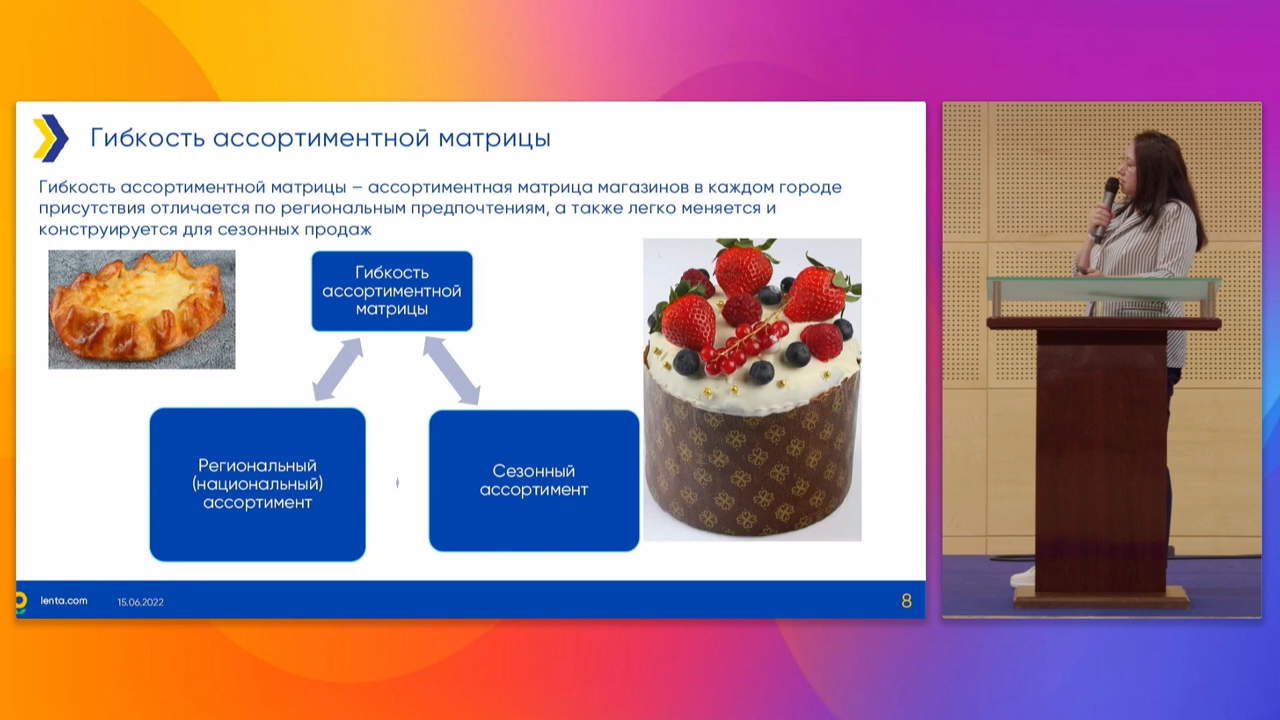 Гибкость ассортиментной матрицы
Гибкость ассортиментной матрицы – ассортиментная матрица магазинов в каждом городе
присутствия отличается по региональным предпочтениям, а также легко меняется и
конструируется для сезонных продаж
Гибкость
ассортиментной
матрицы
Региональный
(национальный)
ассортимент
Сезонный
ассортимент
lenta.com
15.06.2022
8